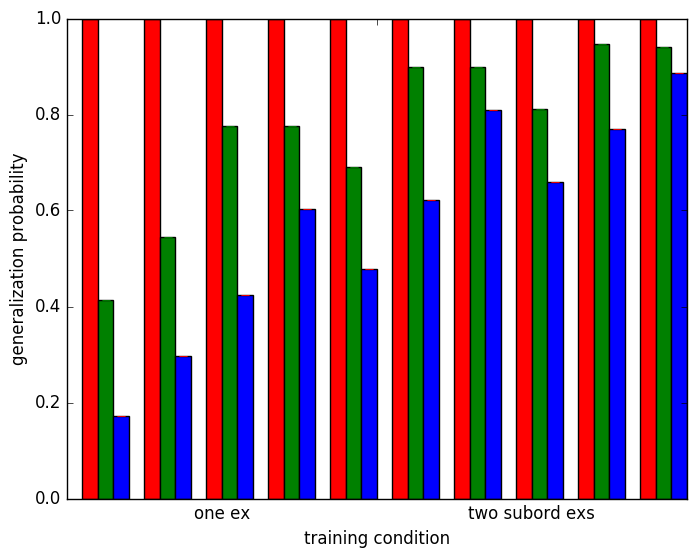 1.0
0.8
0.6
0.4
0.2
0.0
generalization probability
one ex two subord exs
training condition